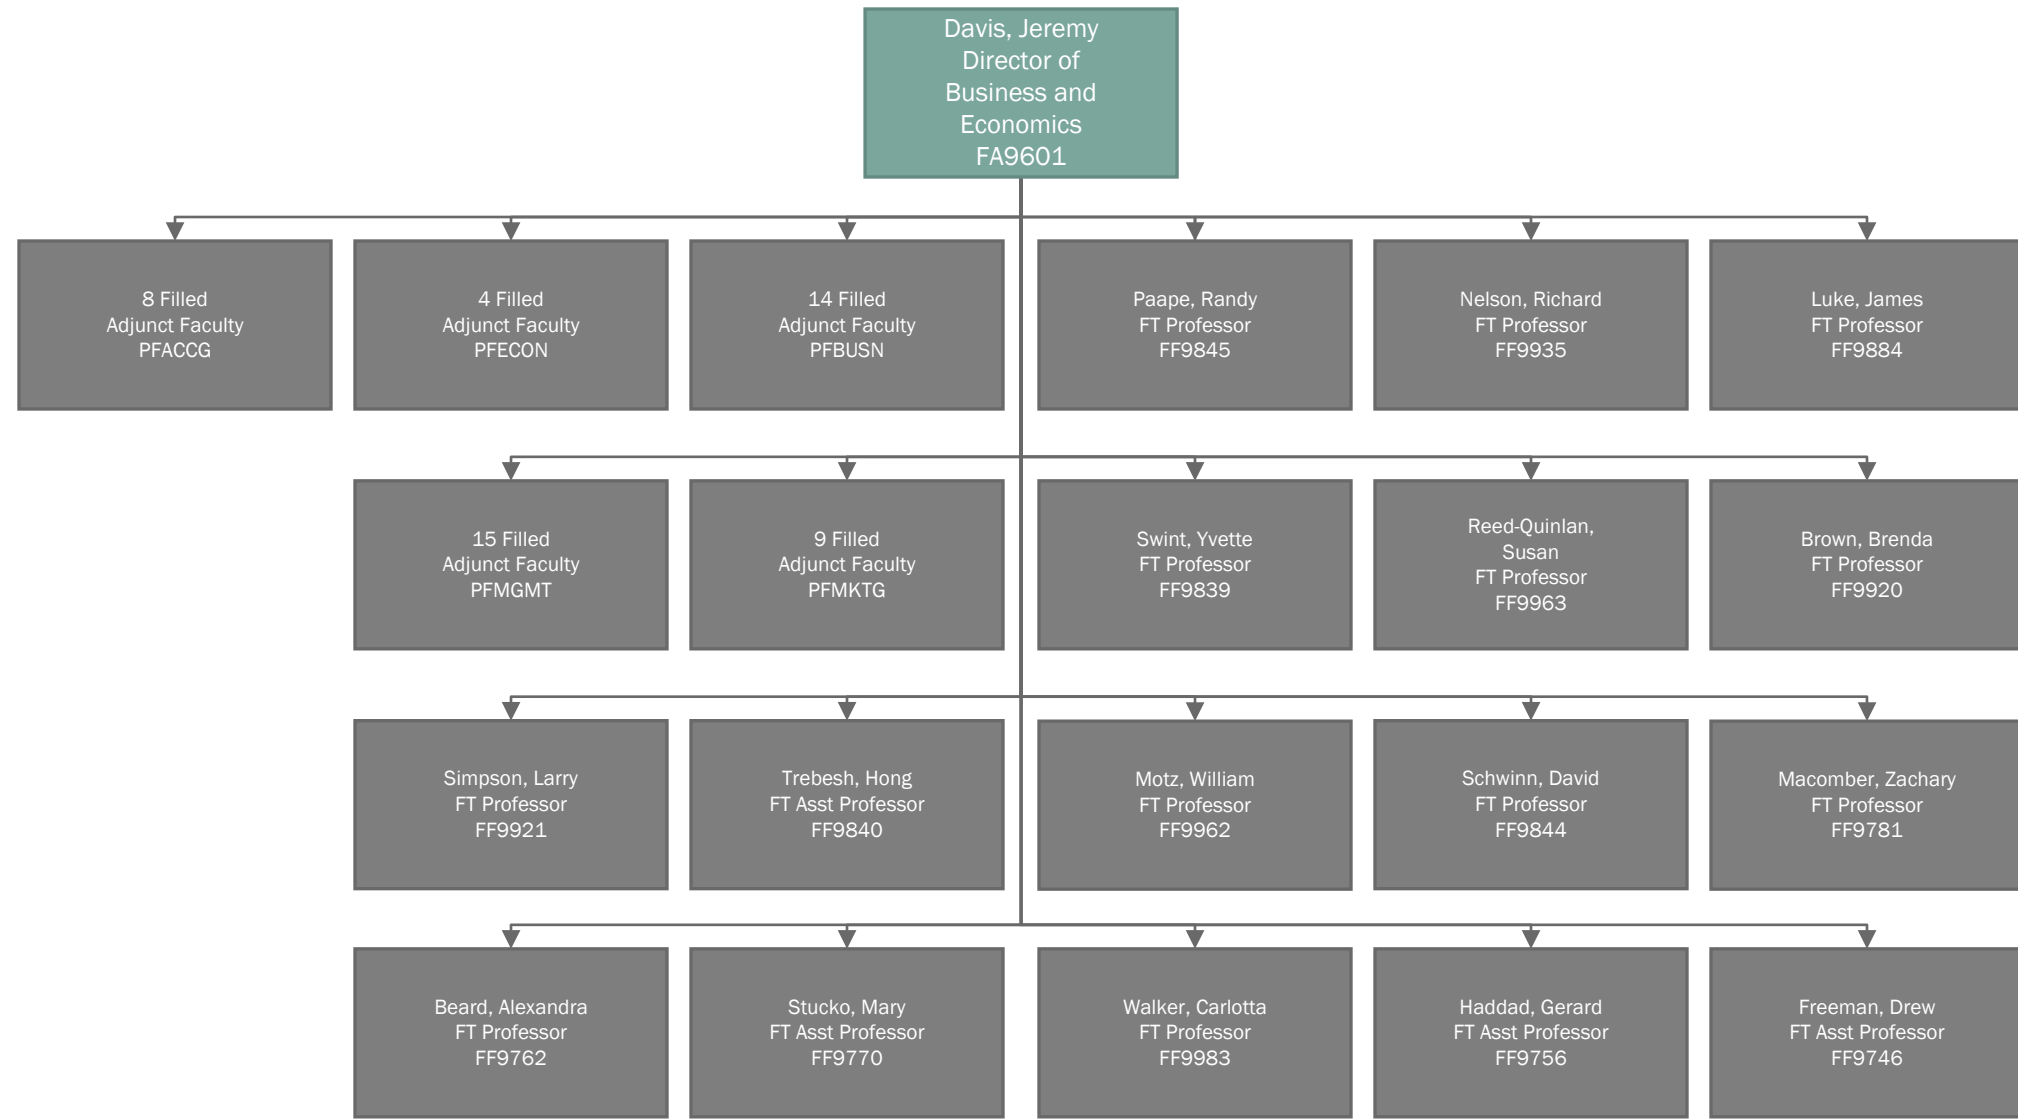 Davis, Jeremy
Director of
Business and
Economics
FA9601
8 Filled
Adjunct Faculty
PFACCG
4 Filled
Adjunct Faculty
PFECON
14 Filled
Adjunct Faculty
PFBUSN
Paape, Randy
FT Professor
FF9845
Nelson, Richard
FT Professor
FF9935
Luke, James
FT Professor
FF9884
15 Filled
Adjunct Faculty
PFMGMT
9 Filled
Adjunct Faculty
PFMKTG
Swint, Yvette
FT Professor
FF9839
Reed-Quinlan,
Susan
FT Professor
FF9963
Brown, Brenda
FT Professor
FF9920
Simpson, Larry
FT Professor
FF9921
Trebesh, Hong
FT Asst Professor
FF9840
Motz, William
FT Professor
FF9962
Schwinn, David
FT Professor
FF9844
Macomber, Zachary
FT Professor
FF9781
Beard, Alexandra
FT Professor
FF9762
Stucko, Mary
FT Asst Professor
FF9770
Walker, Carlotta
FT Professor
FF9983
Haddad, Gerard
FT Asst Professor
FF9756
Freeman, Drew
FT Asst Professor
FF9746